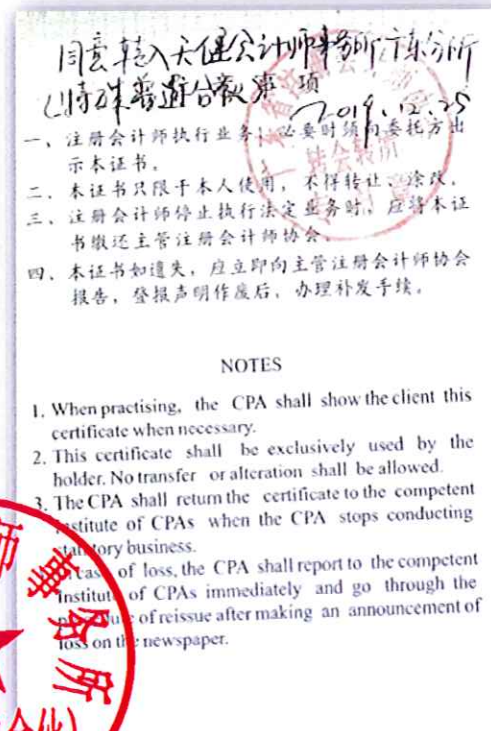 同意转入天健会计师事务所广东分所
(特殊普通合伙)事项
2019.12.25
一、注册会计师执行业务,必要时须向委托方出
示本证书。
二、本证书只限于本人使用,不得转让、涂改。
三、注册会计师停止执行法定业务时,应将本证
书缴还主管注册会计师协会。
四、本证书如遗失,应立即向主管注册会计师协会
报告,登报声明作废后,办理补发手续。
NOTES
1. When practising, the CPA shall show the client this
certificate when necessary.
2. This certificate shall be exclusively used by the
holder. No transfer or alteration shall be allowed.
3. The CPA shall return the certificate to the competent
institute of CPAs when the CPA stops conducting
statutory business.
In case of loss, the CPA shall report to the competent
Institute of CPAs immediately and go through the
of reissue after making an announcement of
loss on the newspaper.
师事务所